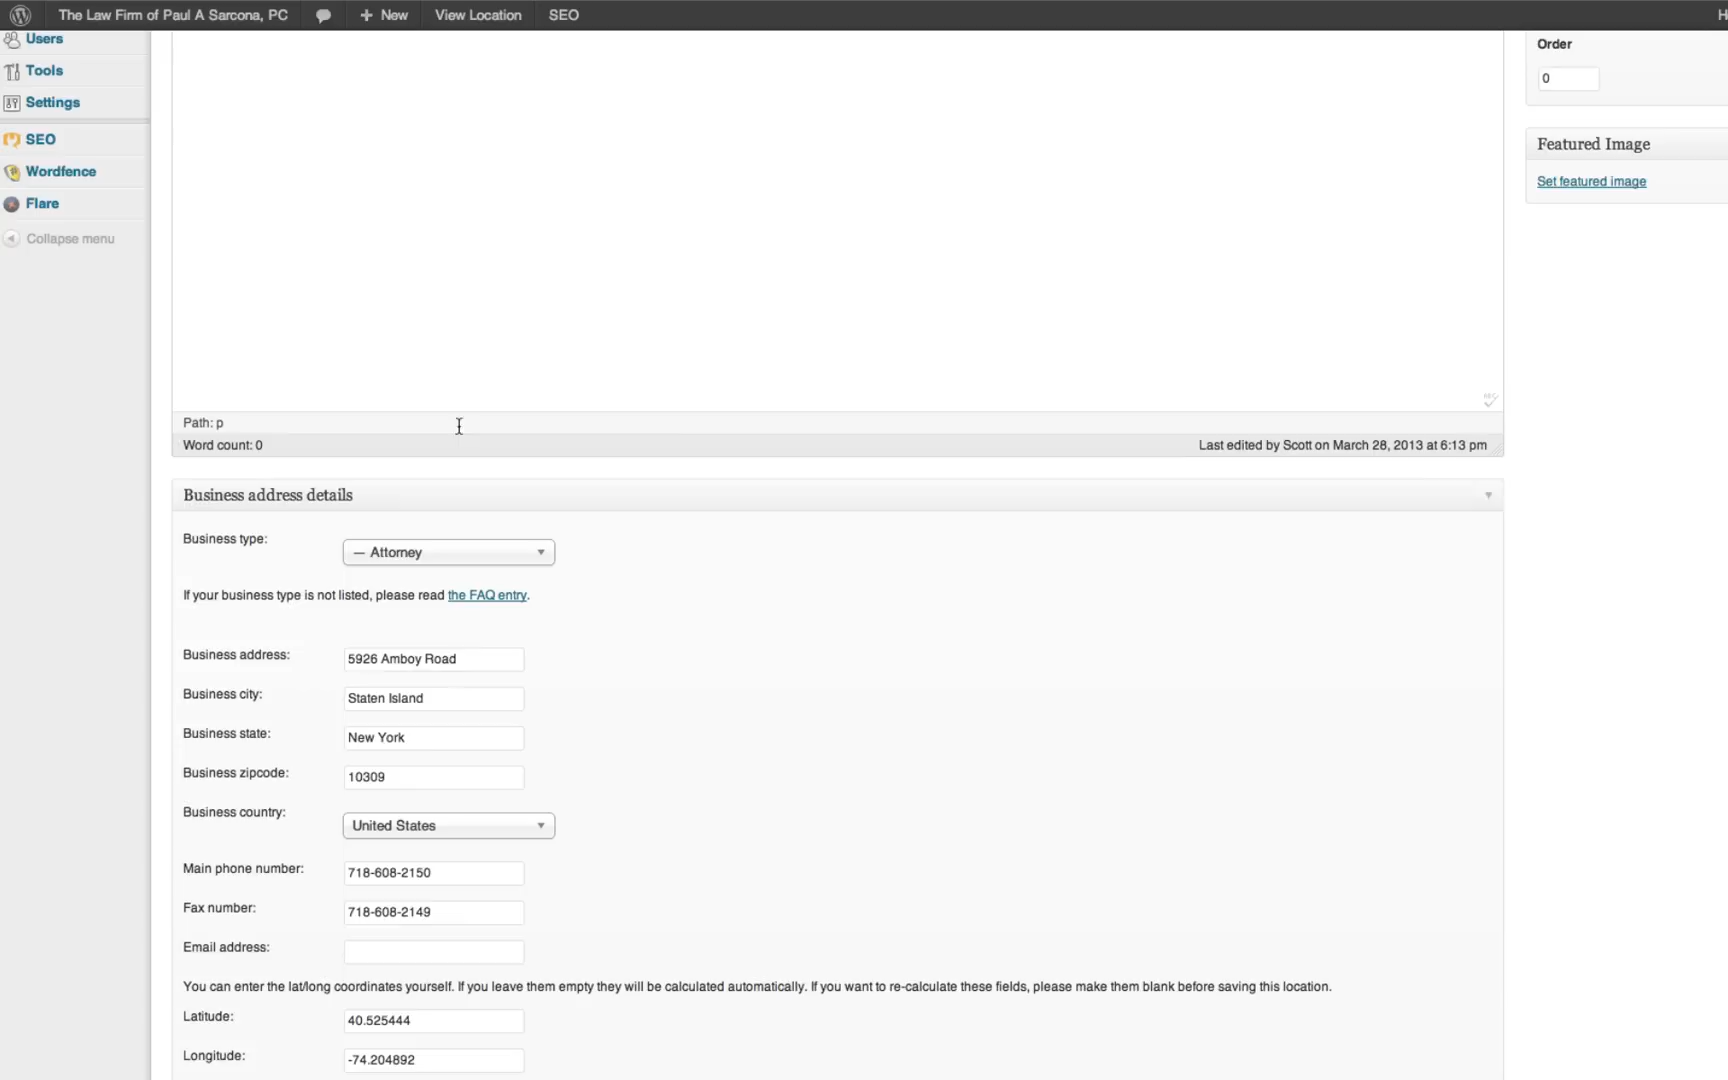 The Law Firm of Paul A Sarcona, PC
New
View Location
SEO
Users
Tools
Settings
SEO
Wordfence
Flare
Collapse menu
Order
0
Featured Image
Set featured image
Path: p
Word count: 0
Last edited by Scott on March 28, 2013 at 6:13 pm
Business address details
Business type:
— Attorney
If your business type is not listed, please read the FAQ entry.
Business address:
5926 Amboy Road
Business city:
Staten Island
Business state:
New York
Business zipcode:
10309
Business country:
United States
Main phone number:
718-608-2150
Fax number:
718-608-2149
Email address:
You can enter the lat/long coordinates yourself. If you leave them empty they will be calculated automatically. If you want to re-calculate these fields, please make them blank before saving this location.
Latitude:
40.525444
Longitude:
-74.204892